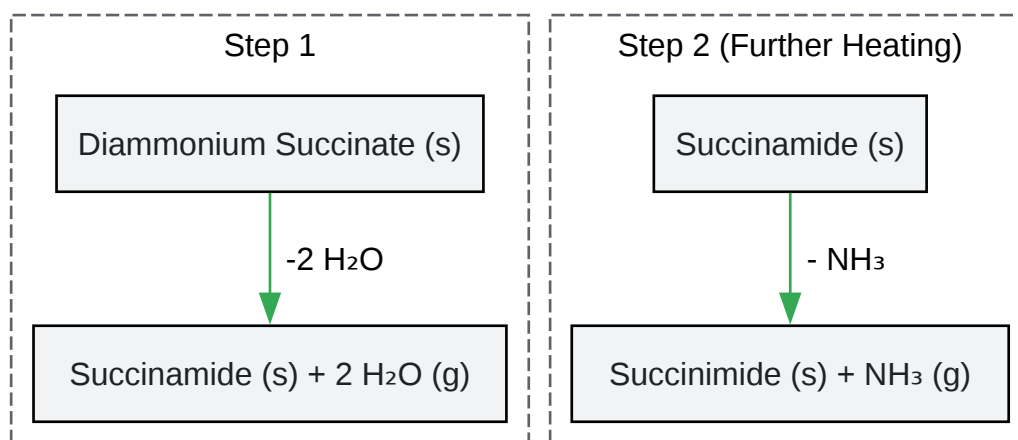 Step 1
Diammonium Succinate (s)
-2 H₂O
Succinamide (s) + 2 H₂O (g)
Step 2 (Further Heating)
Succinamide (s)
- NH₃
Succinimide (s) + NH₃ (g)